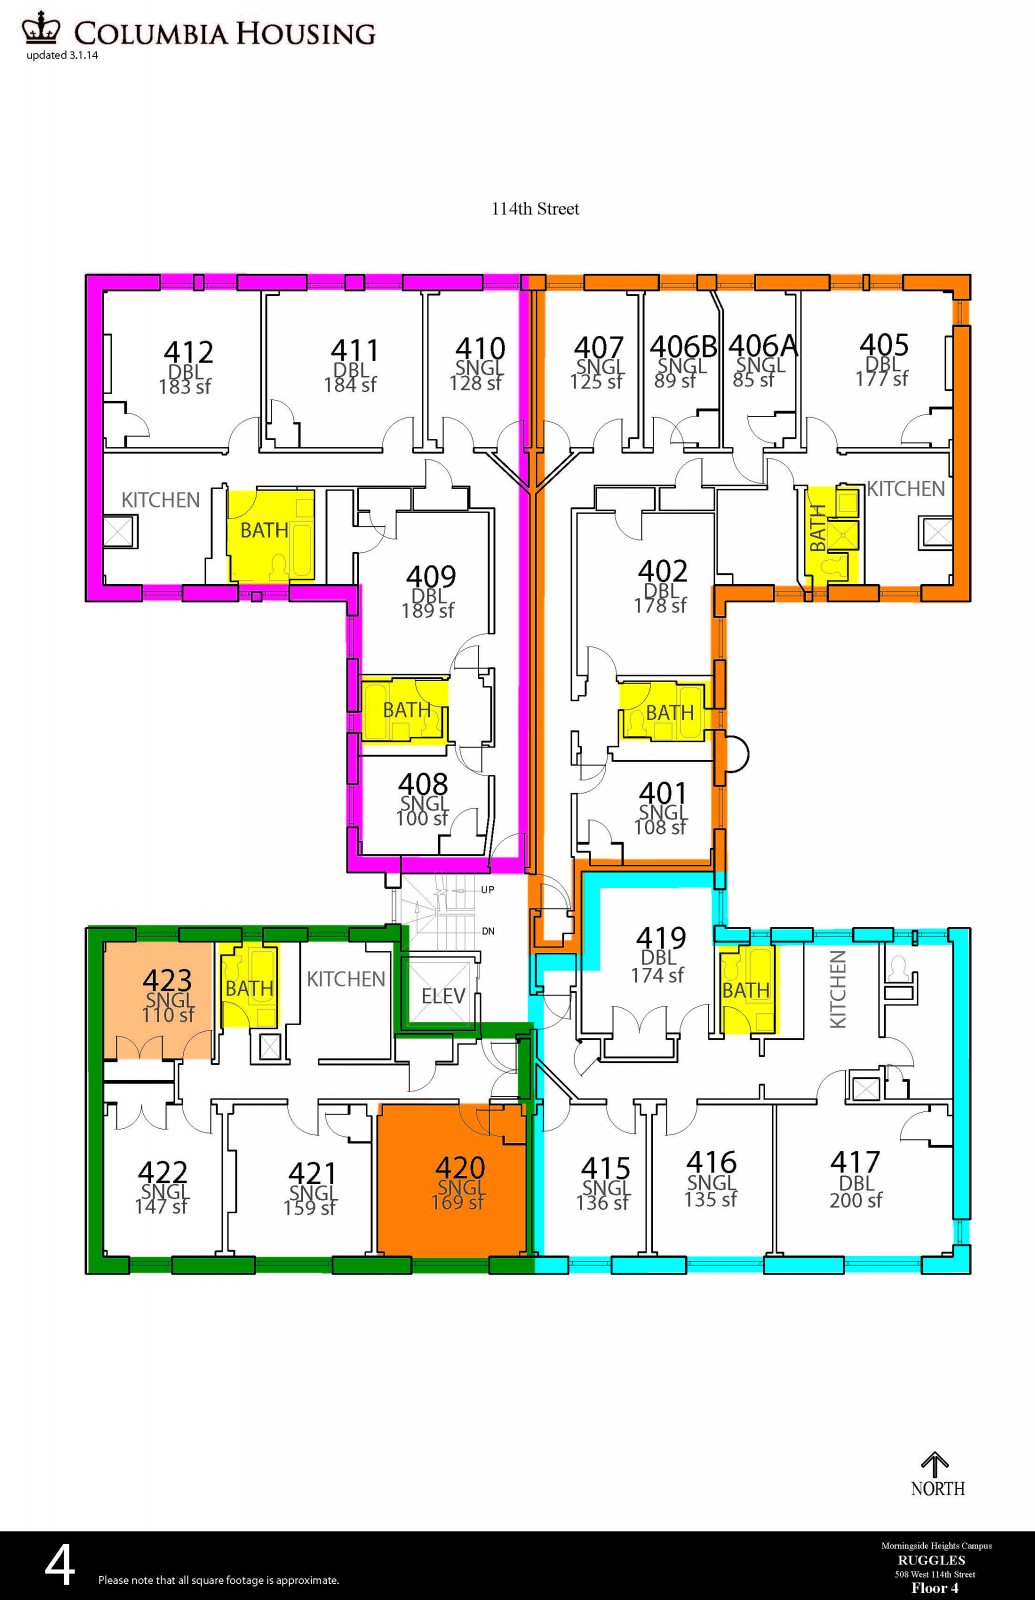 COLUMBIA HOUSING
updated 3.1.14
114th Street
412
DBL
183 sf
411
DBL
184 sf
410
SNGL
128 sf
407
SNGL
125 sf
406B
SNGL
89 sf
406A
SNGL
85 sf
405
DBL
177 sf
KITCHEN
BATH
BATH
KITCHEN
409
DBL
189 sf
402
DBL
178 sf
BATH
BATH
408
SNGL
100 sf
401
SNGL
108 sf
UP
DN
423
SNGL
110 sf
BATH
KITCHEN
ELEV
419
DBL
174 sf
BATH
KITCHEN
422
SNGL
147 sf
421
SNGL
159 sf
420
SNGL
169 sf
415
SNGL
136 sf
416
SNGL
135 sf
417
DBL
200 sf
NORTH
4
Please note that all square footage is approximate.
Morningside Heights Campus
RUGGLES
508 West 114th Street
Floor 4